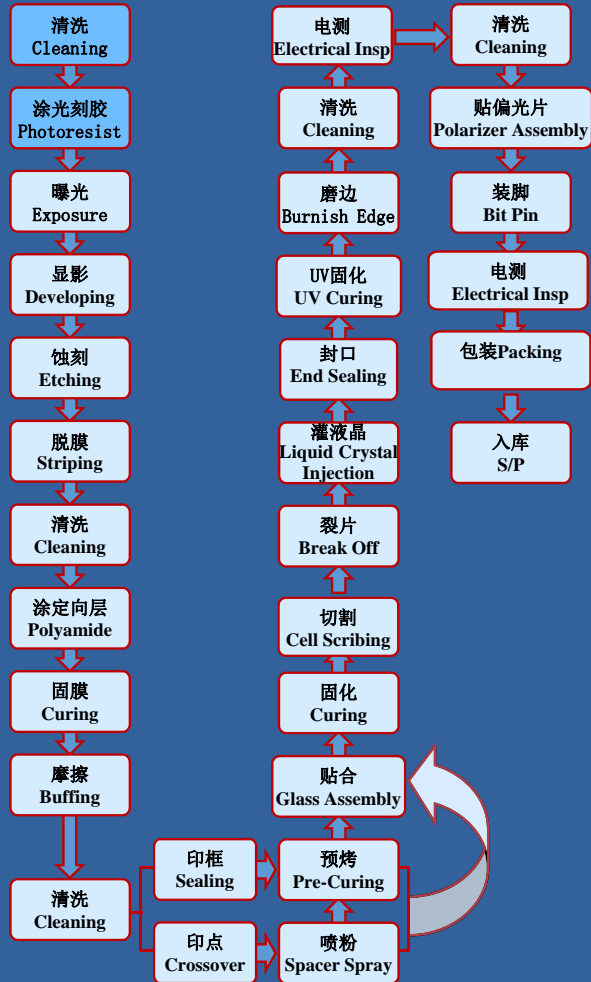 清洗
Cleaning
涂光刻胶
Photoresist
曝光
Exposure
显影
Developing
蚀刻
Etching
脱膜
Striping
清洗
Cleaning
涂定向层
Polyamide
固膜
Curing
摩擦
Buffing
清洗
Cleaning
印框
Sealing
印点
Crossover
预烤
Pre-Curing
喷粉
Spacer Spray
贴合
Glass Assembly
固化
Curing
切割
Cell Scribing
裂片
Break Off
灌液晶
Liquid Crystal
Injection
封口
End Sealing
UV固化
UV Curing
磨边
Burnish Edge
清洗
Cleaning
电测
Electrical Insp
清洗
Cleaning
贴偏光片
Polarizer Assembly
装脚
Bit Pin
电测
Electrical Insp
包装Packing
入库
S/P